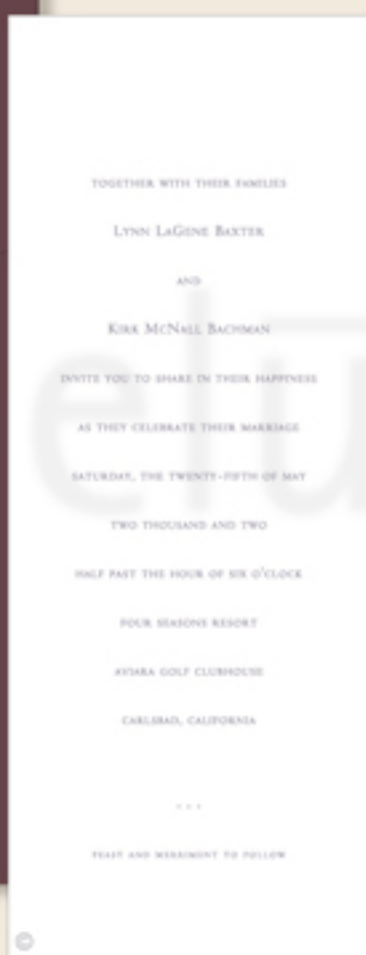 TOGETHER WITH THEIR FAMILIES
LYNN LAGENE BAXTER
AND
KIRK MCNALL BACHMAN
INVITE YOU TO SHARE IN THEIR HAPPINESS
AS THEY CELEBRATE THEIR MARRIAGE
SATURDAY, THE TWENTY-FIFTH OF MAY
TWO THOUSAND AND TWO
HALF PAST THE HOUR OF SIX O'CLOCK
FOUR SEASONS RESORT
AVIARA GOLF CLUBHOUSE
CARLSBAD, CALIFORNIA
FEAST AND MERRIMENT TO FOLLOW
elū